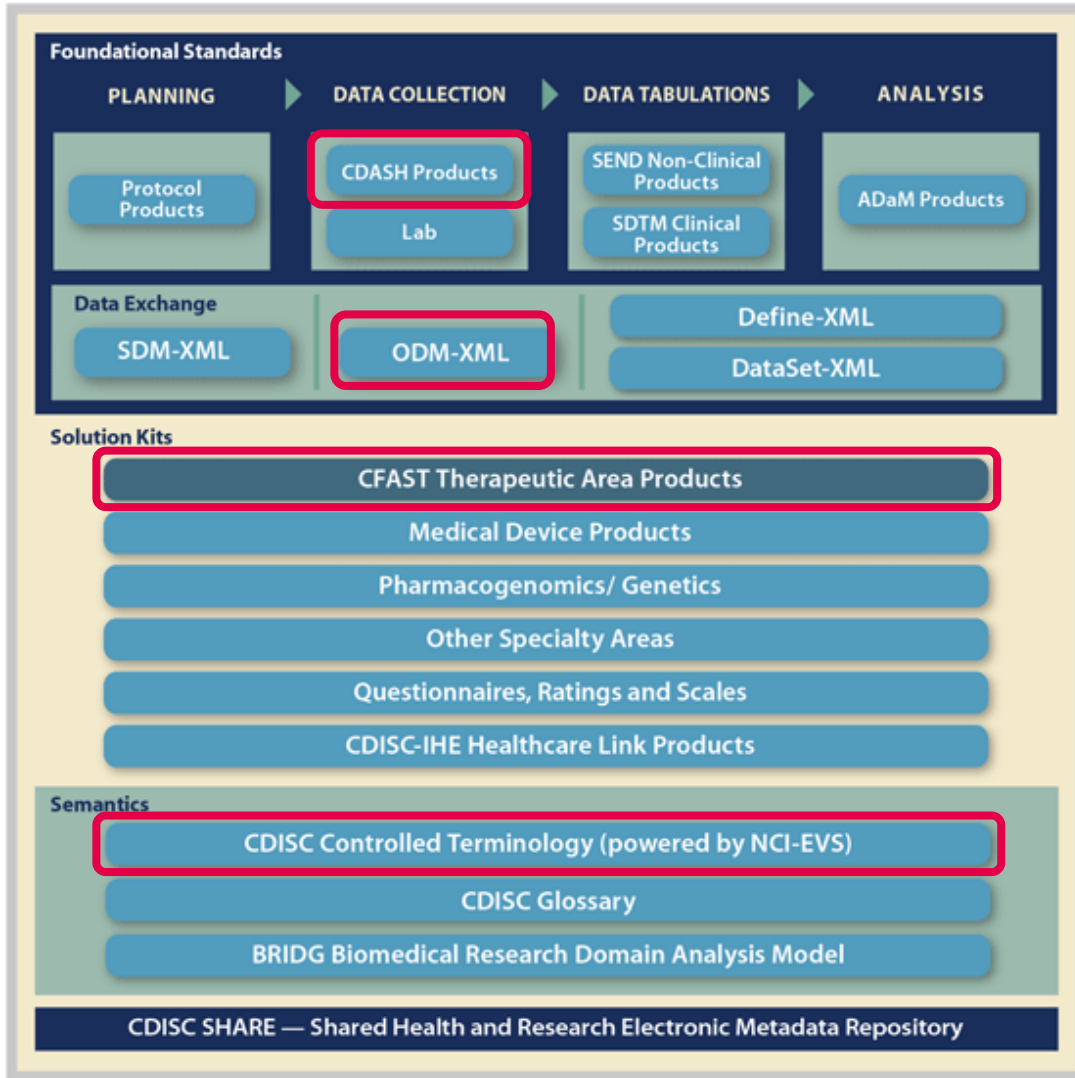 Foundational Standards
PLANNING
DATA COLLECTION
DATA TABULATIONS
ANALYSIS
Protocol
Products
CDASH Products
Lab
SEND Non-Clinical
Products
SDTM Clinical
Products
ADaM Products
Data Exchange
SDM-XML
ODM-XML
Define-XML
DataSet-XML
Solution Kits
CFAST Therapeutic Area Products
Medical Device Products
Pharmacogenomics/ Genetics
Other Specialty Areas
Questionnaires, Ratings and Scales
CDISC-IHE Healthcare Link Products
Semantics
CDISC Controlled Terminology (powered by NCI-EVS)
CDISC Glossary
BRIDG Biomedical Research Domain Analysis Model
CDISC SHARE — Shared Health and Research Electronic Metadata Repository